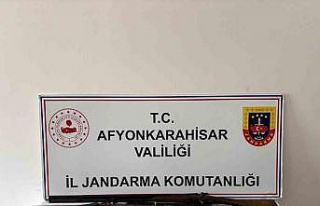 T.C.
AFYONKARAHİSAR
VALİLİĞİ
İL JANDARMA KOMUTANLIĞI